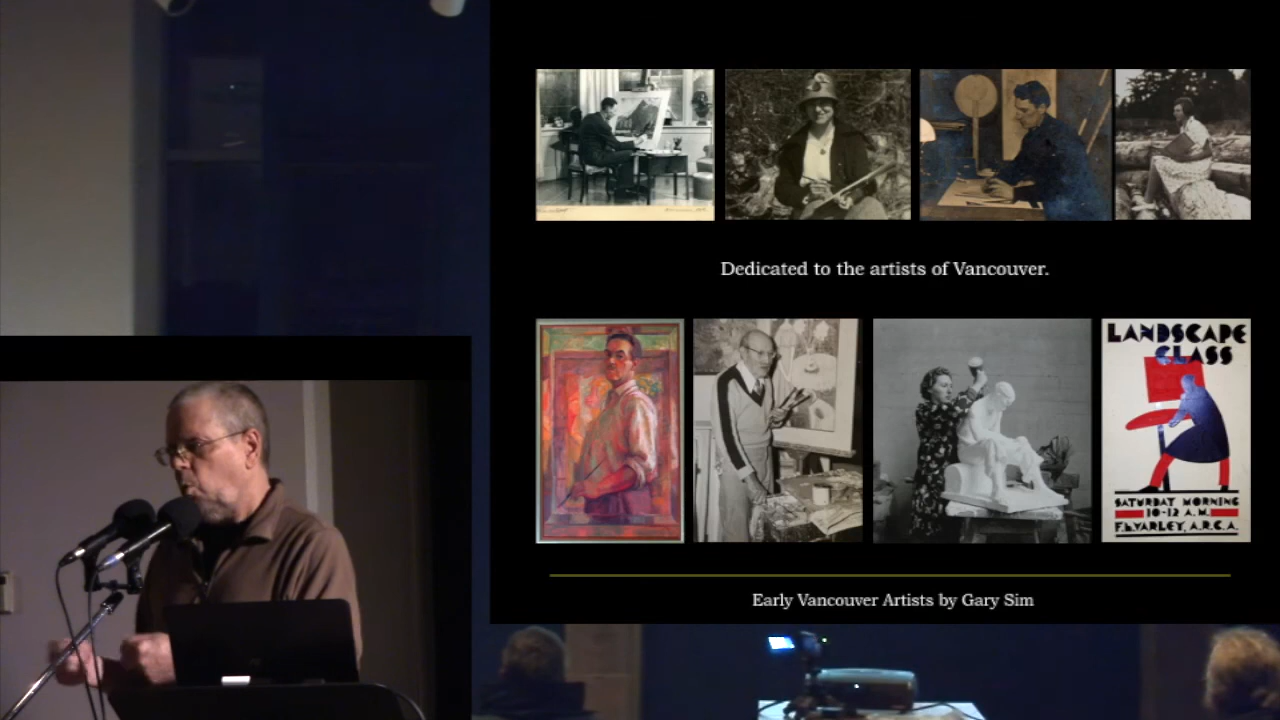 Dedicated to the artists of Vancouver.
LANDSCAPE
CLASS
SATURDAY MORNING
10-12 A.M.
F.H.VARLEY, A.R.C.A.
Early Vancouver Artists by Gary Sim